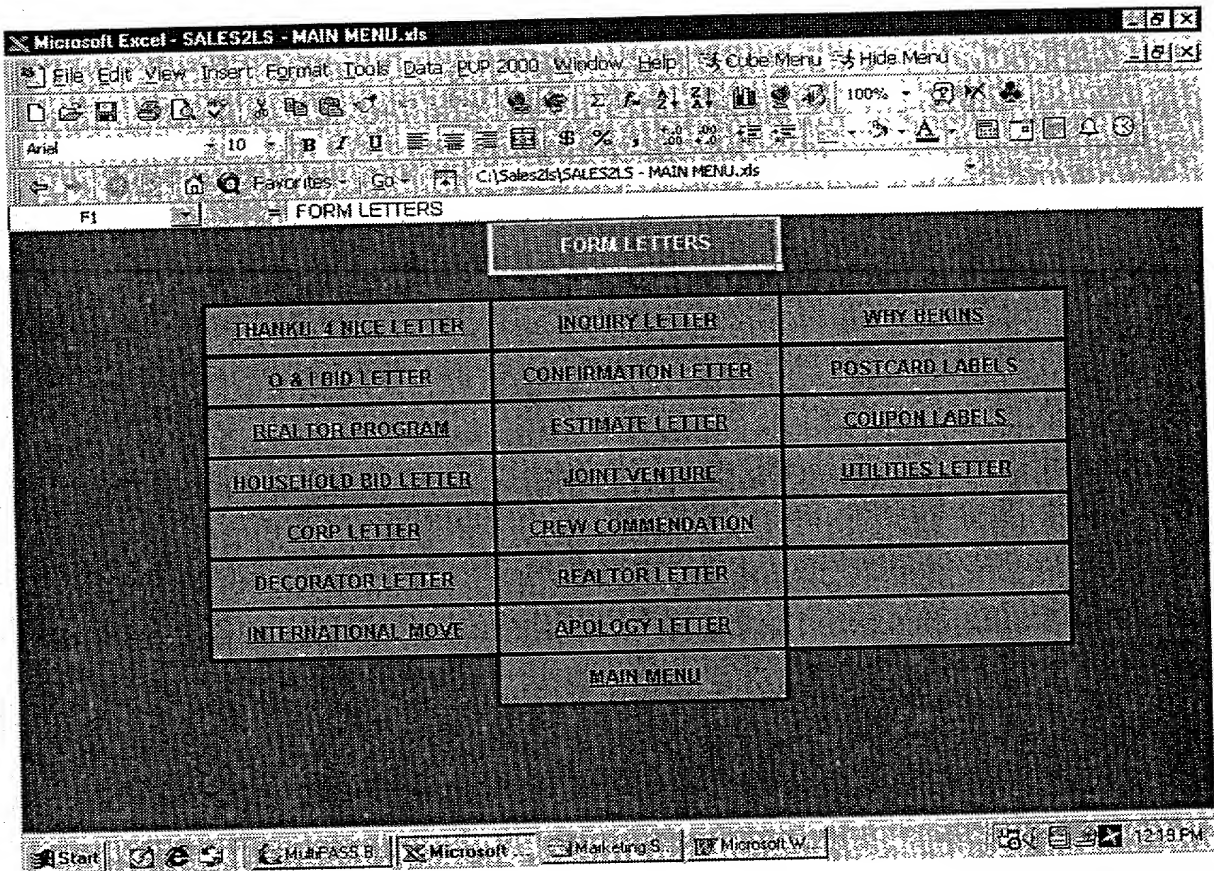 Microsoft Excel - SALES2LS - MAIN MENU.xls
File Edit View Insert Format Tools Data PUP 2000 Window Help Cube Menu Hide Menu
100%
Arial 10 B I U $ % ,
Favorites Go C:\Sales2ls\SALES2LS - MAIN MENU.xls
F1 = FORM LETTERS
FORM LETTERS
THANKU 4 NICE LETTER INQUIRY LETTER WHY BEKINS
O & I BID LETTER CONFIRMATION LETTER POSTCARD LABELS
REALTOR PROGRAM ESTIMATE LETTER COUPON LABELS
HOUSEHOLD BID LETTER JOINT VENTURE UTILITIES LETTER
CORP LETTER CREW COMMENDATION
DECORATOR LETTER REALTOR LETTER
INTERNATIONAL MOVE APOLOGY LETTER
MAIN MENU
Start MultiPASS B... Microsoft ... Marketing S... Microsoft W... 12:19 PM